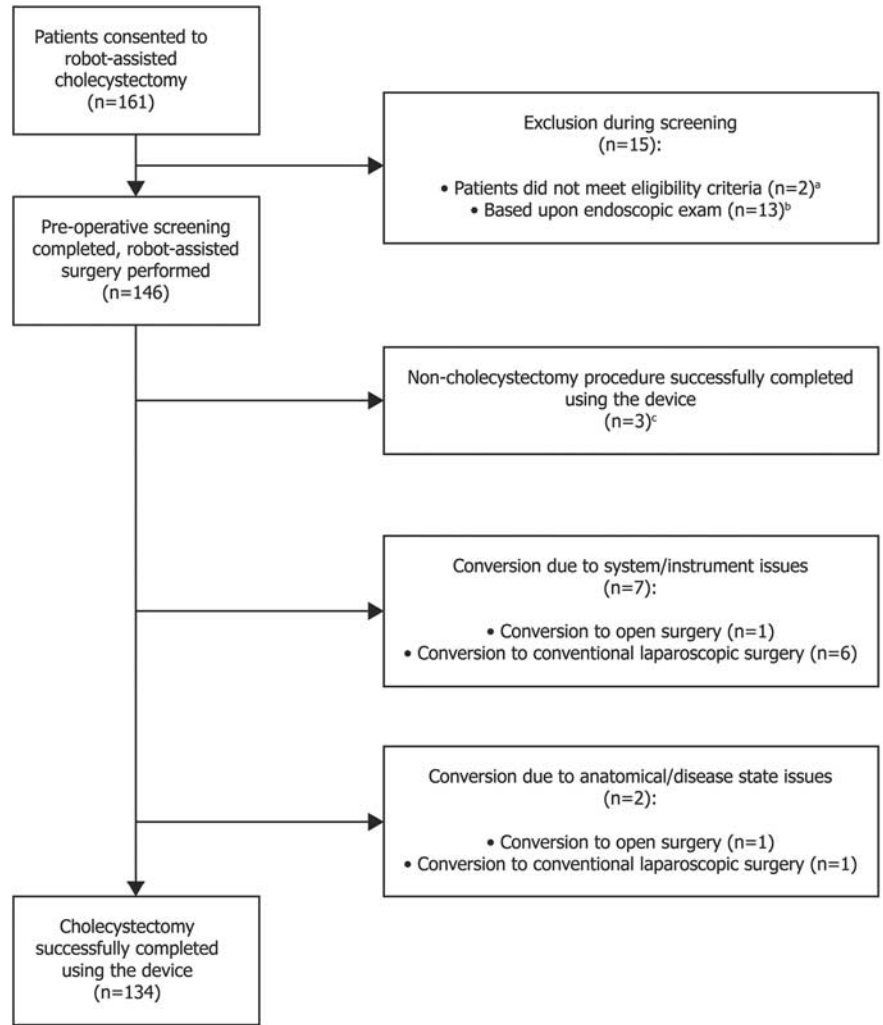 Patients consented to
robot-assisted
cholecystectomy
(n=161)
Exclusion during screening
(n=15):
• Patients did not meet eligibility criteria (n=2)ᵃ
• Based upon endoscopic exam (n=13)ᵇ
Pre-operative screening
completed, robot-assisted
surgery performed
(n=146)
Non-cholecystectomy procedure successfully completed
using the device
(n=3)ᶜ
Conversion due to system/instrument issues
(n=7):
• Conversion to open surgery (n=1)
• Conversion to conventional laparoscopic surgery (n=6)
Conversion due to anatomical/disease state issues
(n=2):
• Conversion to open surgery (n=1)
• Conversion to conventional laparoscopic surgery (n=1)
Cholecystectomy
successfully completed
using the device
(n=134)